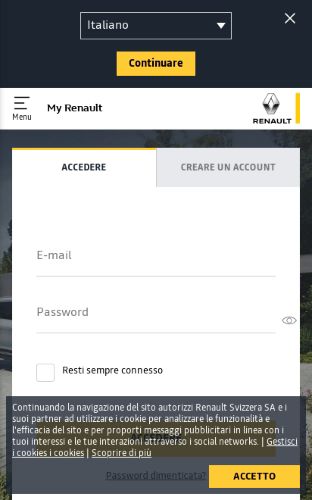 Italiano
Continuare
Menu
My Renault
RENAULT
ACCEDERE
CREARE UN ACCOUNT
E-mail
Password
Resti sempre connesso
Continuando la navigazione del sito autorizzi Renault Svizzera SA e i
suoi partner ad utilizzare i cookie per analizzare le funzionalità e
l'efficacia del sito e per proporti messaggi pubblicitari in linea con i
tuoi interessi e le tue interazioni attraverso i social networks. | Gestisci
i cookies i cookies | Scoprire di più
ACCEDERE
Password dimenticata?
ACCETTO